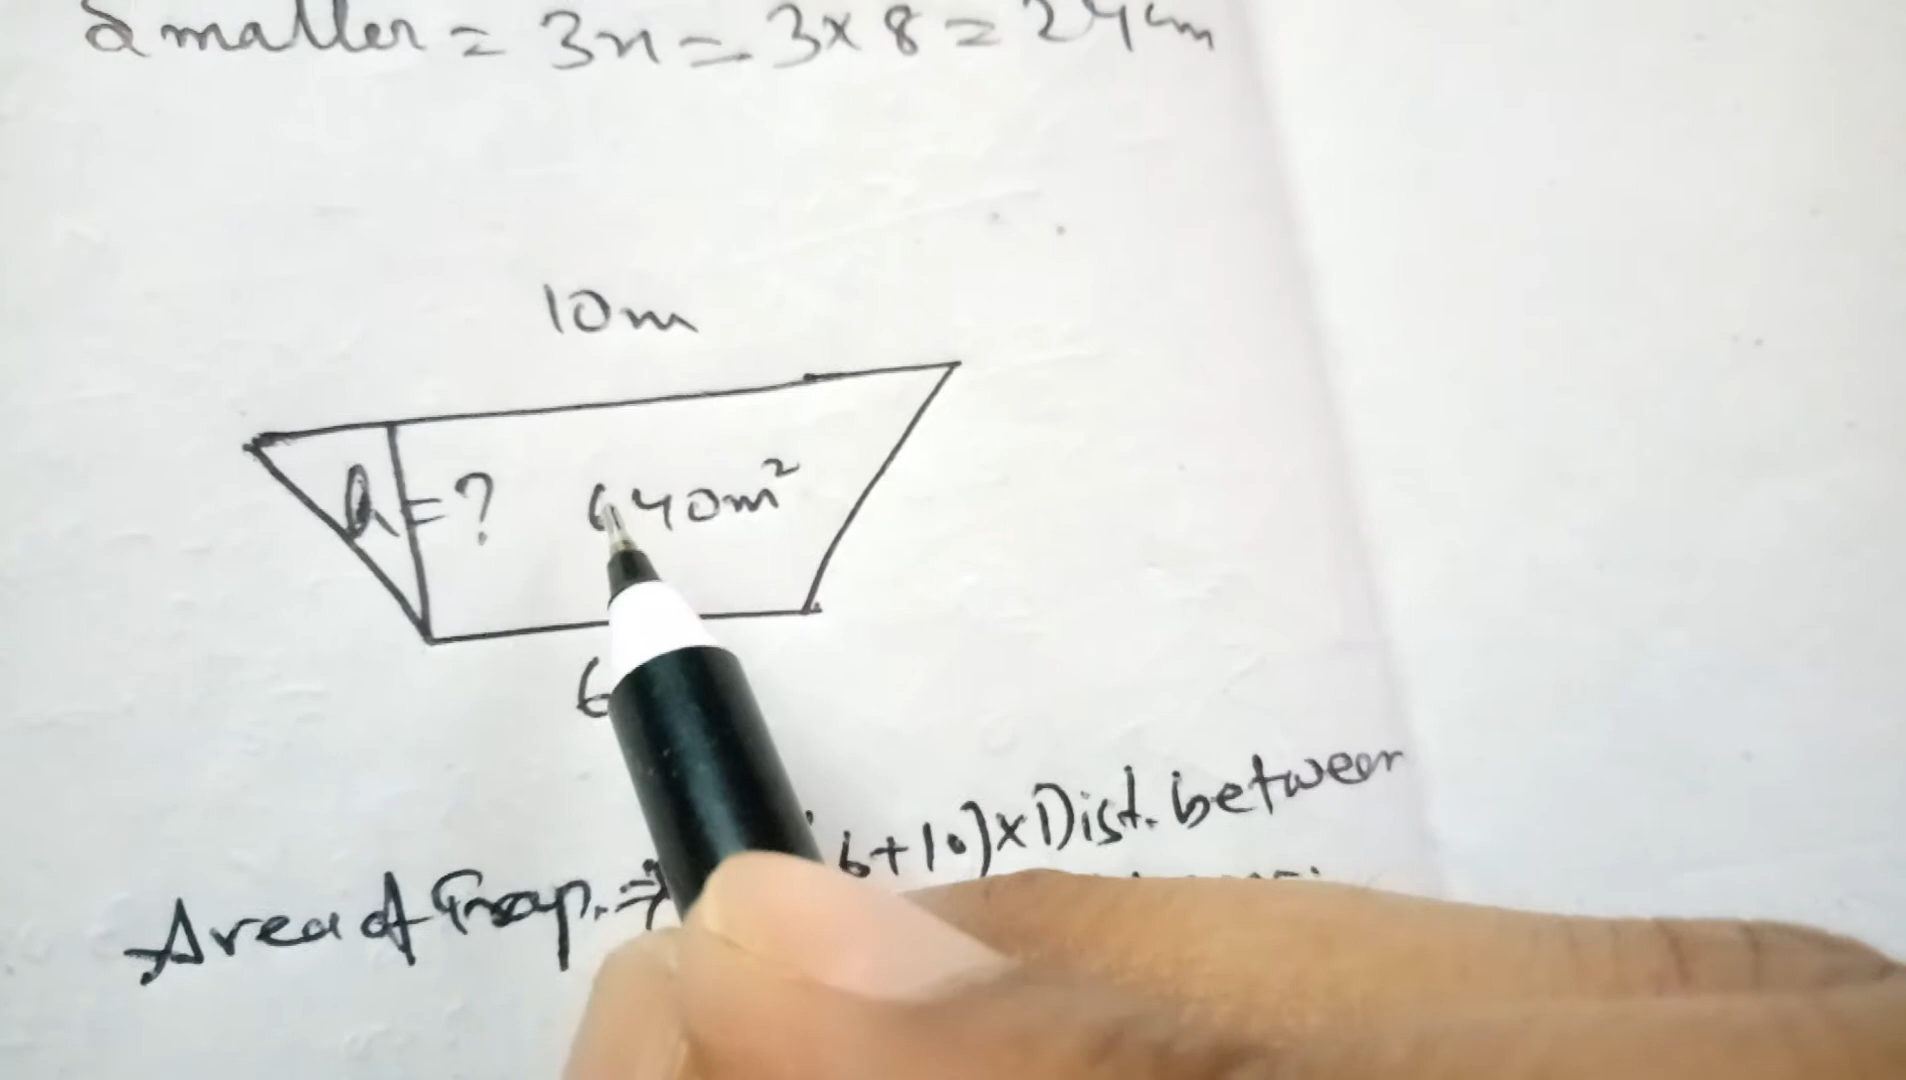 Smaller = 3x = 3x8 = 24cm
10m
h = ? 640m²
6
Area of Trap. ⇒ 6+10) x Dist. between